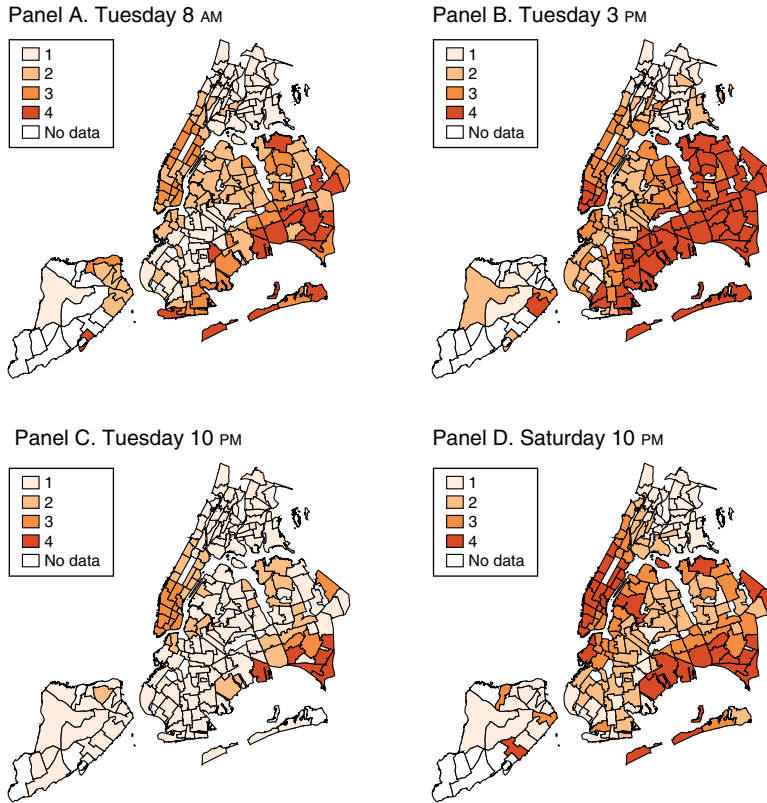 Panel A. Tuesday 8 AM
1
2
3
4
No data
Panel B. Tuesday 3 PM
1
2
3
4
No data
Panel C. Tuesday 10 PM
1
2
3
4
No data
Panel D. Saturday 10 PM
1
2
3
4
No data